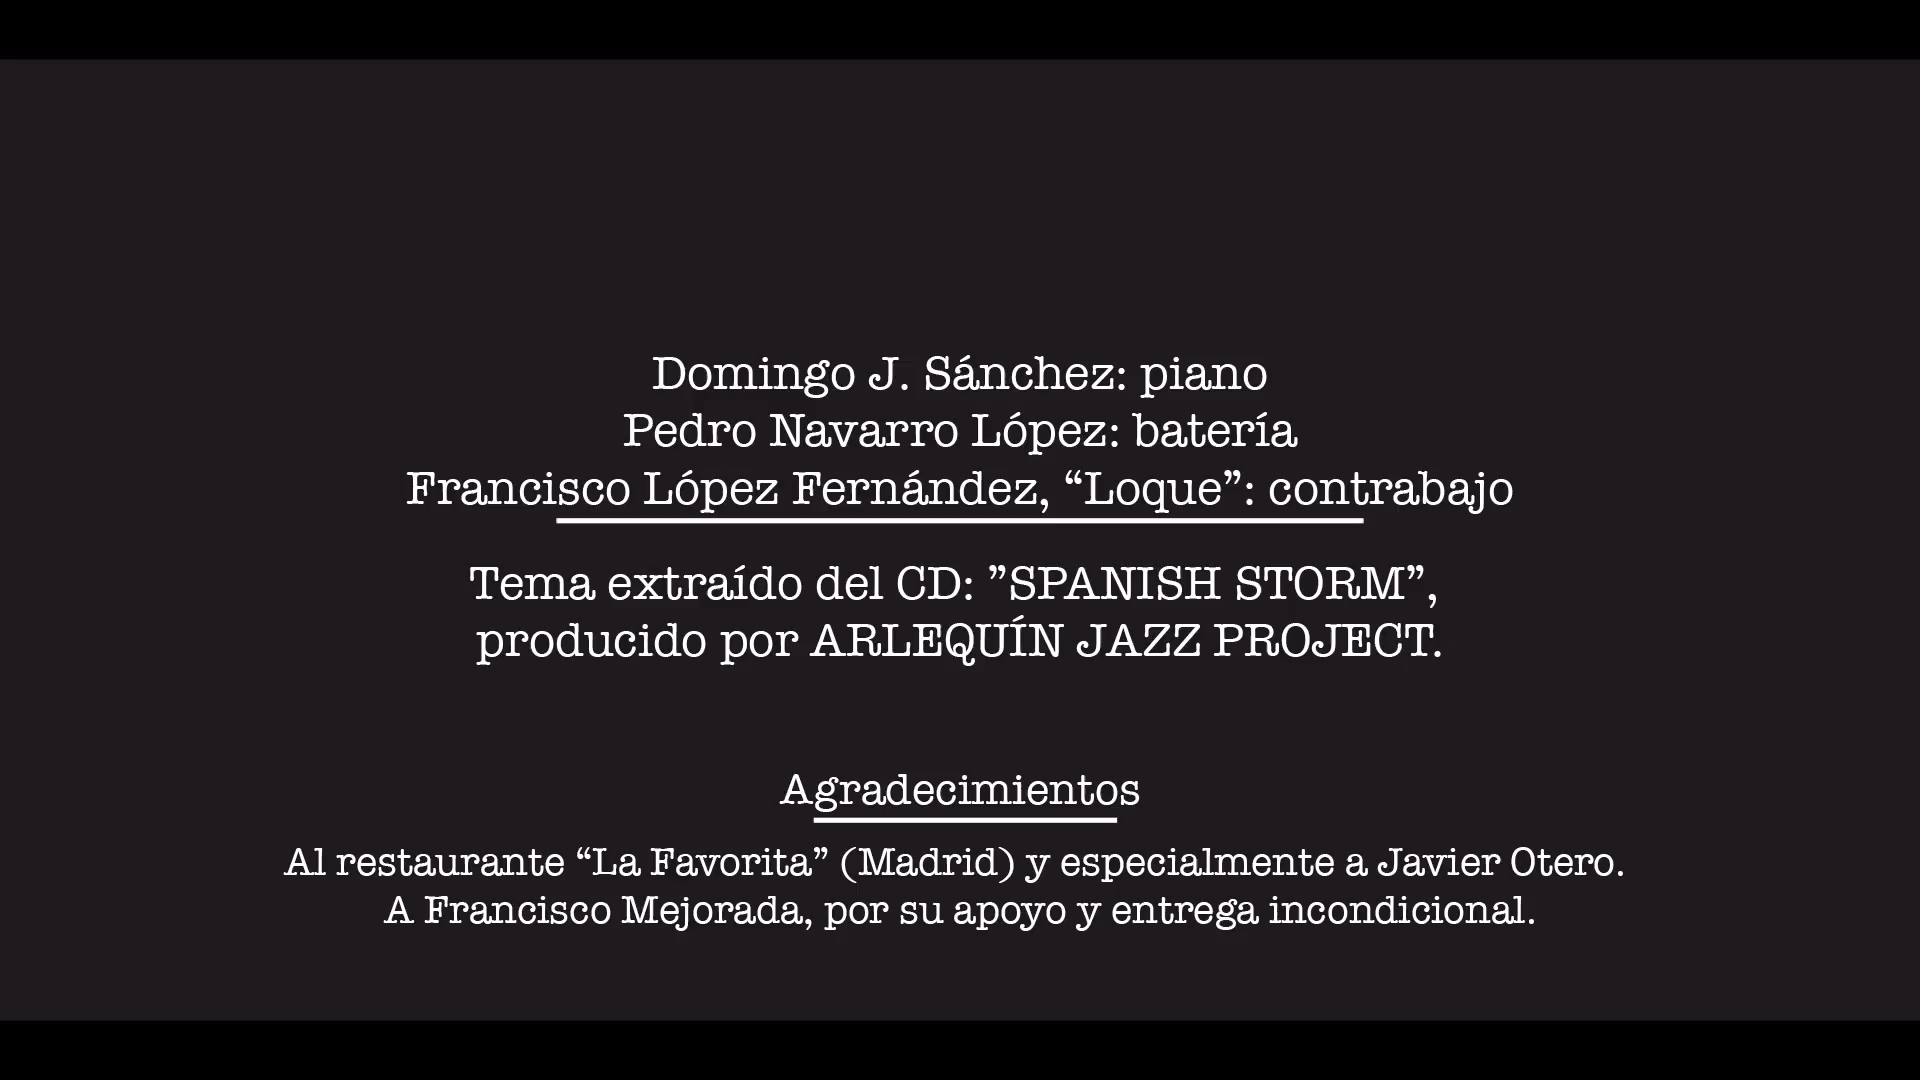 Domingo J. Sánchez: piano
Pedro Navarro López: batería
Francisco López Fernández, “Loque”: contrabajo
Tema extraído del CD: ”SPANISH STORM”,
producido por ARLEQUÍN JAZZ PROJECT.
Agradecimientos
Al restaurante “La Favorita” (Madrid) y especialmente a Javier Otero.
A Francisco Mejorada, por su apoyo y entrega incondicional.